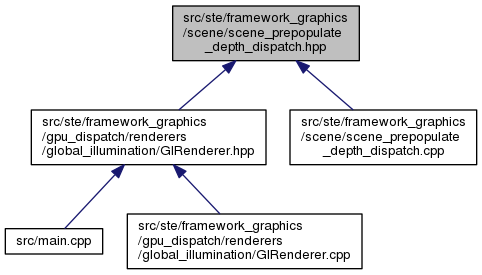 src/ste/framework_graphics
/scene/scene_prepopulate
_depth_dispatch.hpp
src/ste/framework_graphics
/gpu_dispatch/renderers
/global_illumination/GIRenderer.hpp
src/ste/framework_graphics
/scene/scene_prepopulate
_depth_dispatch.cpp
src/main.cpp
src/ste/framework_graphics
/gpu_dispatch/renderers
/global_illumination/GIRenderer.cpp